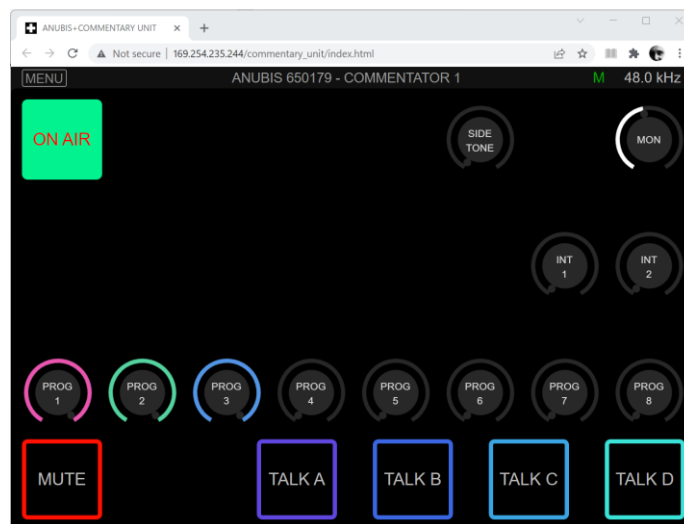 ANUBIS+COMMENTARY UNIT
Not secure | 169.254.235.244/commentary_unit/index.html
MENU ANUBIS 650179 - COMMENTATOR 1 M 48.0 kHz
ON AIR
SIDE
TONE
MON
INT
1
INT
2
PROG
1
PROG
2
PROG
3
PROG
4
PROG
5
PROG
6
PROG
7
PROG
8
MUTE
TALK A
TALK B
TALK C
TALK D